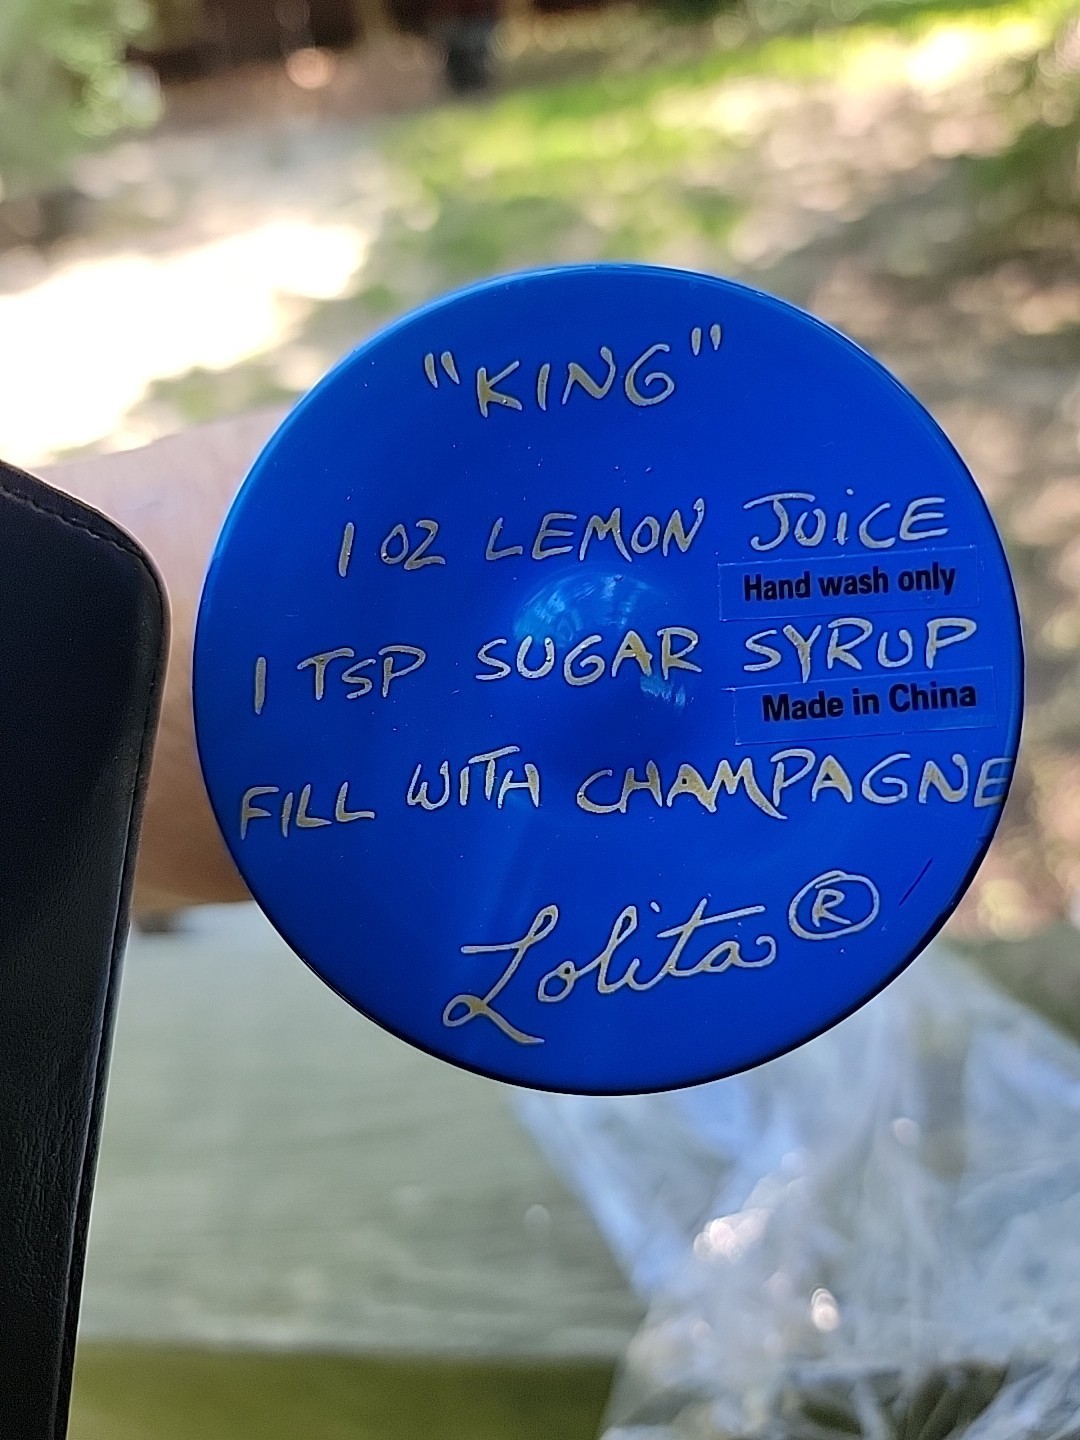 "KING"
1 OZ LEMON JUiCE
Hand wash only
1 TSP SUGAR SYRUP
Made in China
FILL WITH CHAMPAGNE
Lolita®